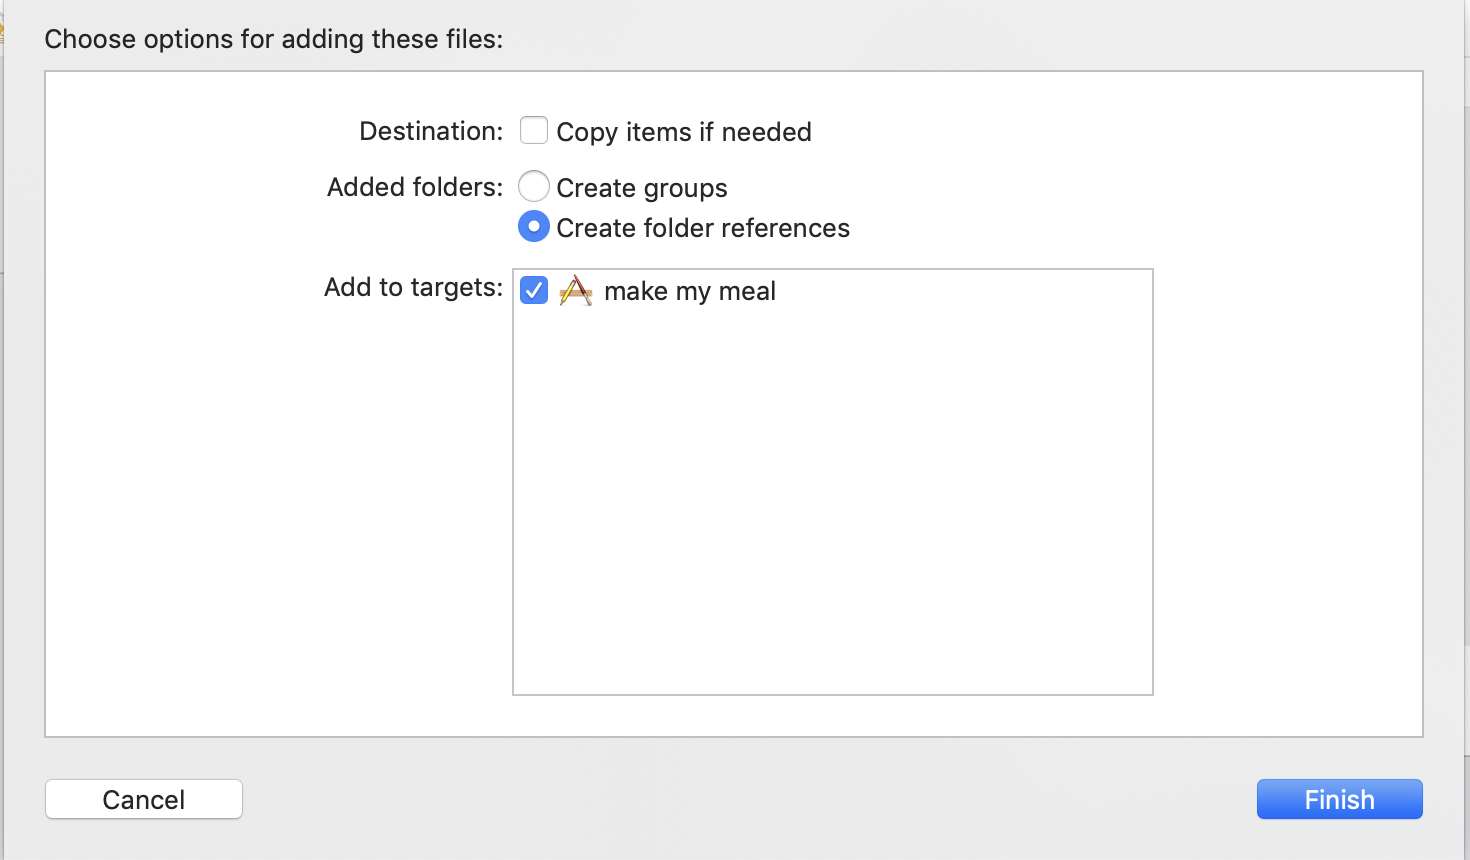 Choose options for adding these files:
Destination: Copy items if needed
Added folders: Create groups
Create folder references
Add to targets: make my meal
Cancel Finish